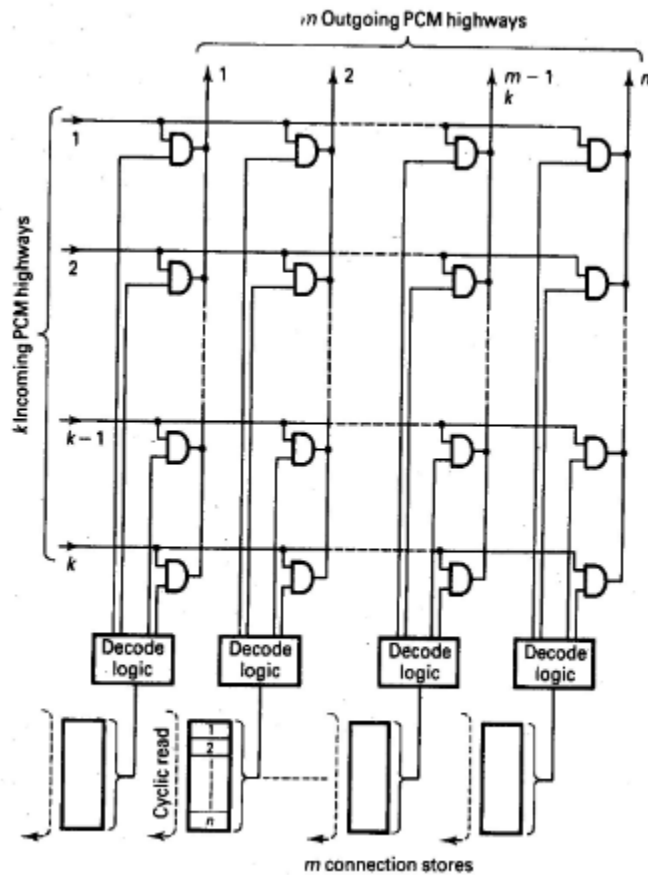 m Outgoing PCM highways
1 2 m − 1 m
k
1
2
k Incoming PCM highways
k − 1
k
Decode logic Decode logic Decode logic Decode logic
Cyclic read
1
2
n
m connection stores